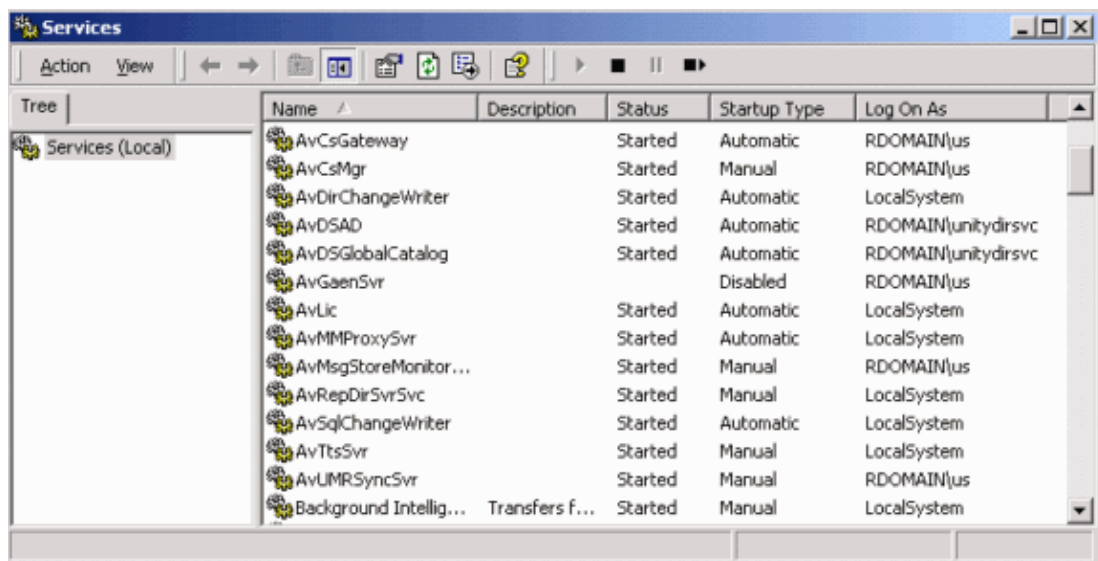 Services
Action View
Tree
Name Description Status Startup Type Log On As
Services (Local)
AvCsGateway Started Automatic RDOMAIN\us
AvCsMgr Started Manual RDOMAIN\us
AvDirChangeWriter Started Automatic LocalSystem
AvDSAD Started Automatic RDOMAIN\unitydirsvc
AvDSGlobalCatalog Started Automatic RDOMAIN\unitydirsvc
AvGaenSvr Disabled RDOMAIN\us
AvLic Started Automatic LocalSystem
AvMMProxySvr Started Automatic LocalSystem
AvMsgStoreMonitor... Started Manual RDOMAIN\us
AvRepDirSvrSvc Started Manual LocalSystem
AvSqlChangeWriter Started Automatic LocalSystem
AvTtsSvr Started Manual LocalSystem
AvUMRSyncSvr Started Manual RDOMAIN\us
Background Intellig... Transfers f... Started Manual LocalSystem